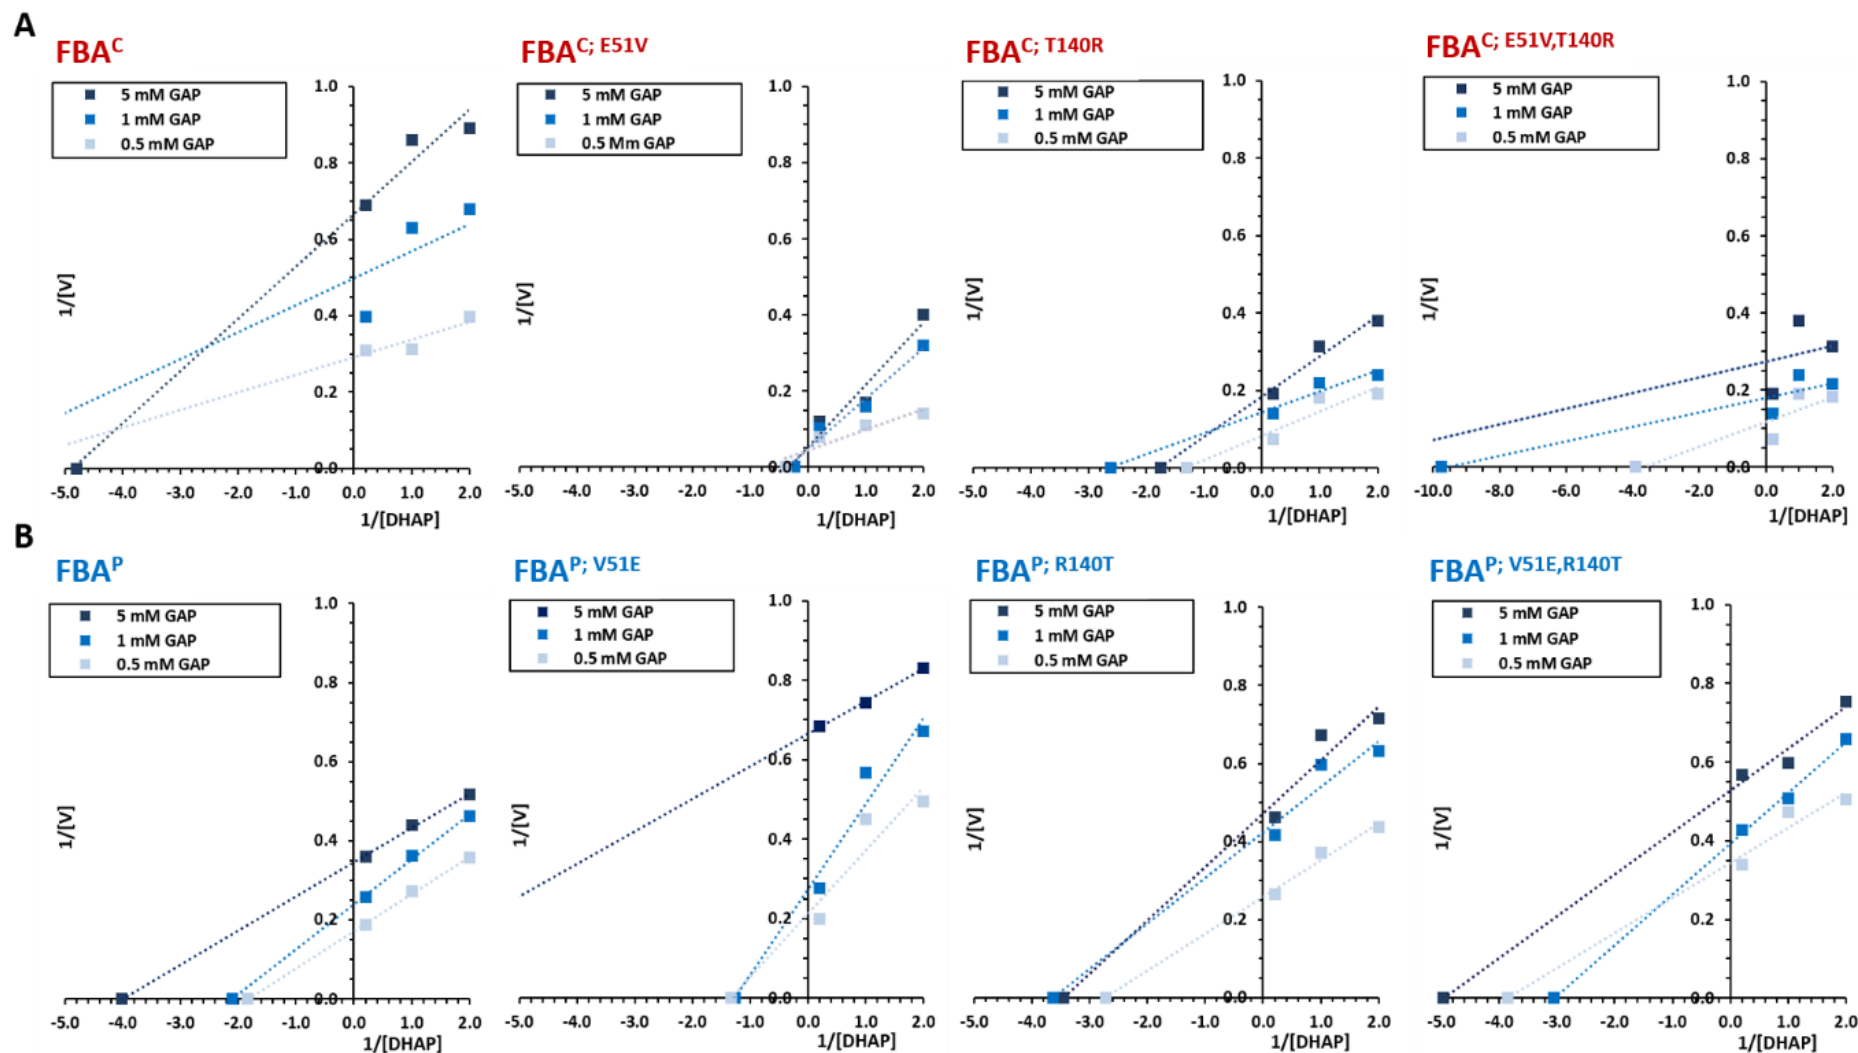 A
FBA^C
5 mM GAP
1 mM GAP
0.5 mM GAP
1.0
0.8
0.6
0.4
0.2
0.0
-5.0 -4.0 -3.0 -2.0 -1.0 0.0 1.0 2.0
1/[V]
1/[DHAP]
FBA^C; E51V
5 mM GAP
1 mM GAP
0.5 Mm GAP
1.0
0.8
0.6
0.4
0.2
0.0
-5.0 -4.0 -3.0 -2.0 -1.0 0.0 1.0 2.0
1/[V]
1/[DHAP]
FBA^C; T140R
5 mM GAP
1 mM GAP
0.5 mM GAP
1.0
0.8
0.6
0.4
0.2
0.0
-5.0 -4.0 -3.0 -2.0 -1.0 0.0 1.0 2.0
1/[V]
1/[DHAP]
FBA^C; E51V,T140R
5 mM GAP
1 mM GAP
0.5 mM GAP
1.0
0.8
0.6
0.4
0.2
0.0
-10.0 -8.0 -6.0 -4.0 -2.0 0.0 2.0
1/[V]
1/[DHAP]
B
FBA^P
5 mM GAP
1 mM GAP
0.5 mM GAP
1.0
0.8
0.6
0.4
0.2
0.0
-5.0 -4.0 -3.0 -2.0 -1.0 0.0 1.0 2.0
1/[V]
1/[DHAP]
FBA^P; V51E
5 mM GAP
1 mM GAP
0.5 mM GAP
1.0
0.8
0.6
0.4
0.2
0.0
-5.0 -4.0 -3.0 -2.0 -1.0 0.0 1.0 2.0
1/[V]
1/[DHAP]
FBA^P; R140T
5 mM GAP
1 mM GAP
0.5 mM GAP
1.0
0.8
0.6
0.4
0.2
0.0
-5.0 -4.0 -3.0 -2.0 -1.0 0.0 1.0 2.0
1/[V]
1/[DHAP]
FBA^P; V51E,R140T
5 mM GAP
1 mM GAP
0.5 mM GAP
1.0
0.8
0.6
0.4
0.2
0.0
-5.0 -4.0 -3.0 -2.0 -1.0 0.0 1.0 2.0
1/[V]
1/[DHAP]